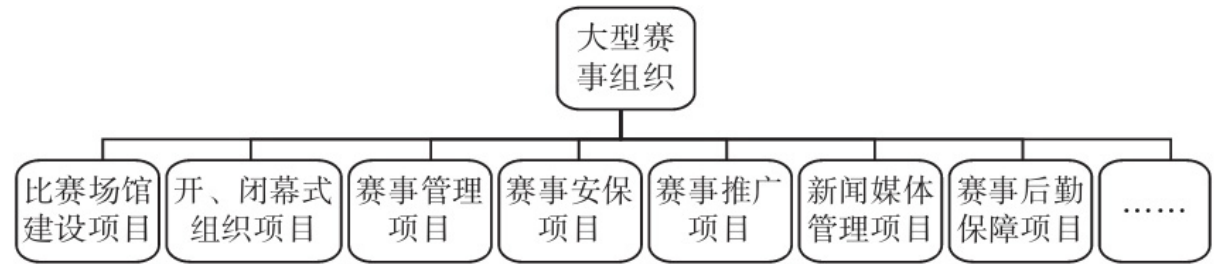 大型赛
事组织
比赛场馆
建设项目
开、闭幕式
组织项目
赛事管理
项目
赛事安保
项目
赛事推广
项目
新闻媒体
管理项目
赛事后勤
保障项目
……